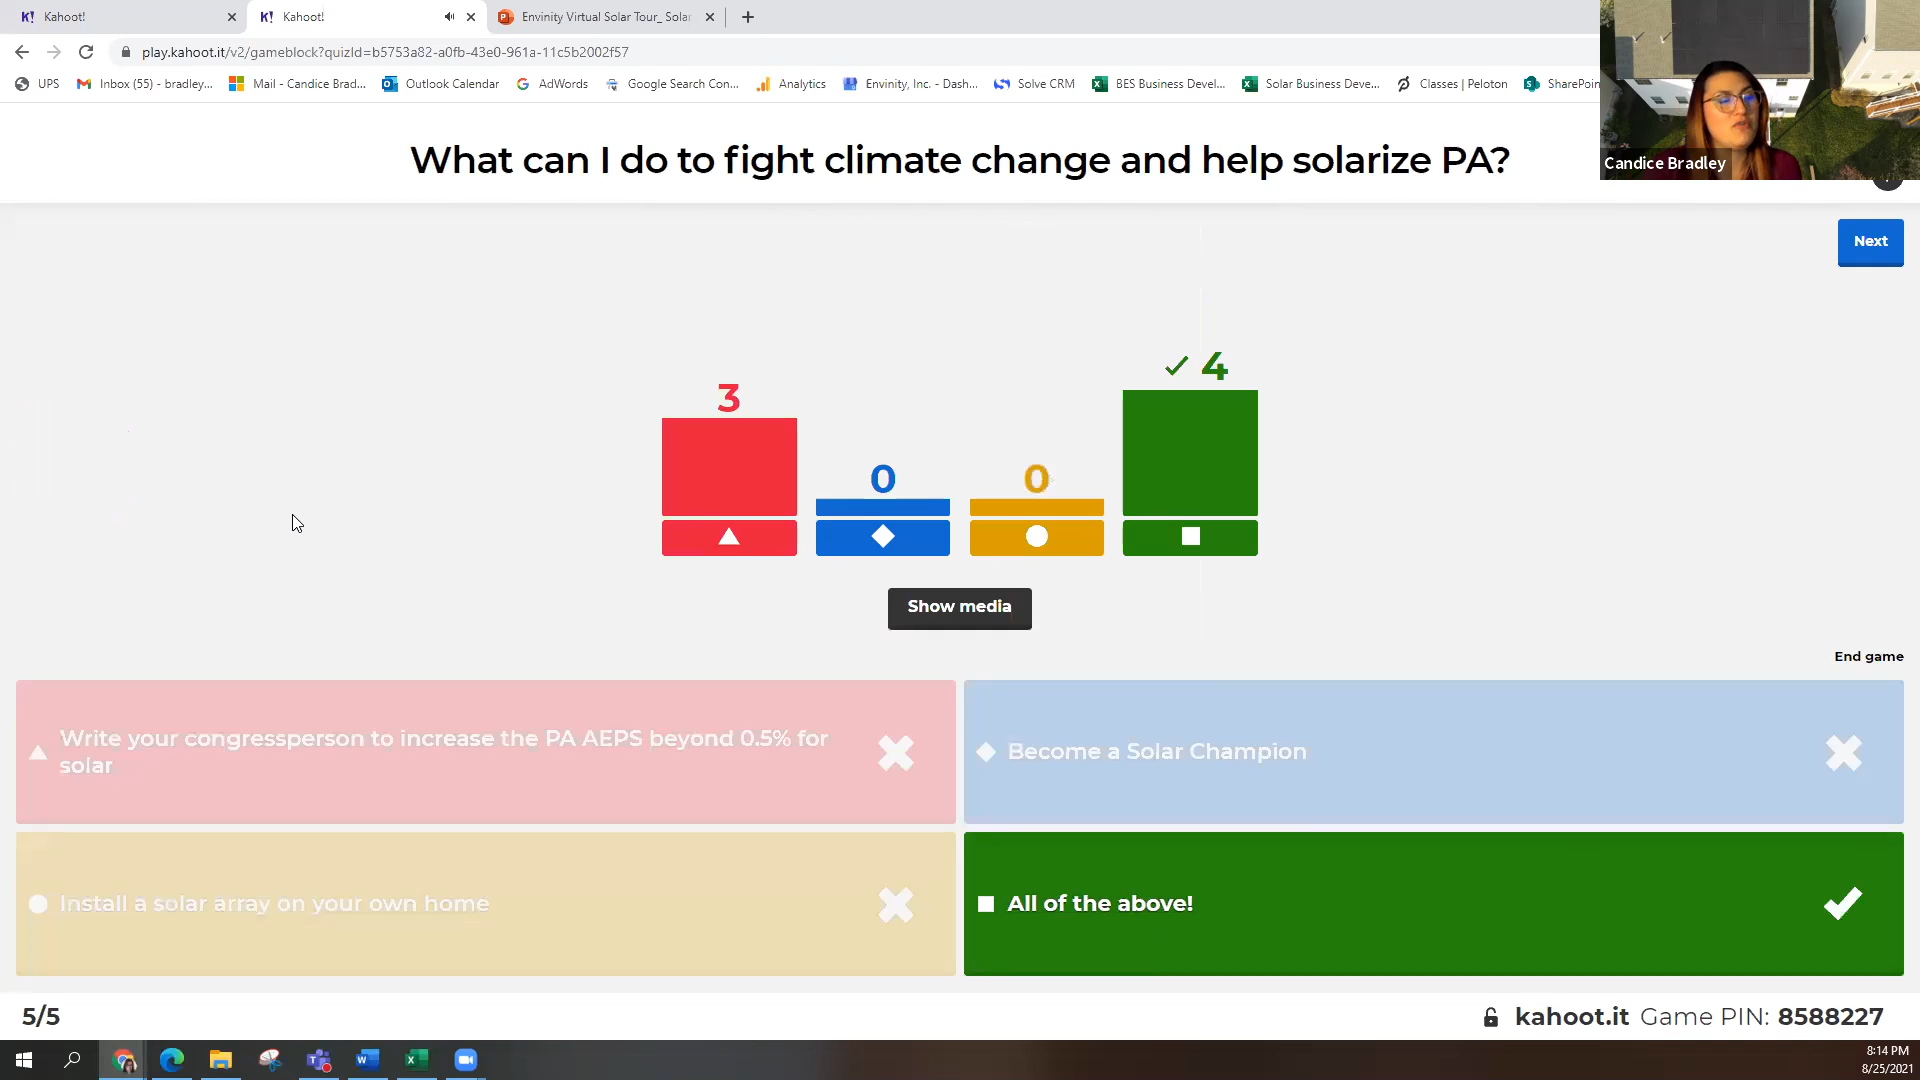 Kahoot!
Kahoot!
Envinity Virtual Solar Tour_ Solar
play.kahoot.it/v2/gameblock?quizId=b5753a82-a0fb-43e0-961a-11c5b2002f57
UPS
Inbox (55) - bradley...
Mail - Candice Brad...
Outlook Calendar
AdWords
Google Search Con...
Analytics
Envinity, Inc. - Dash...
Solve CRM
BES Business Devel...
Solar Business Deve...
Classes | Peloton
SharePoin
Candice Bradley
What can I do to fight climate change and help solarize PA?
Next
3
0
0
4
Show media
End game
Write your congressperson to increase the PA AEPS beyond 0.5% for
solar
Become a Solar Champion
Install a solar array on your own home
All of the above!
5/5
kahoot.it Game PIN: 8588227
8:14 PM
8/25/2021